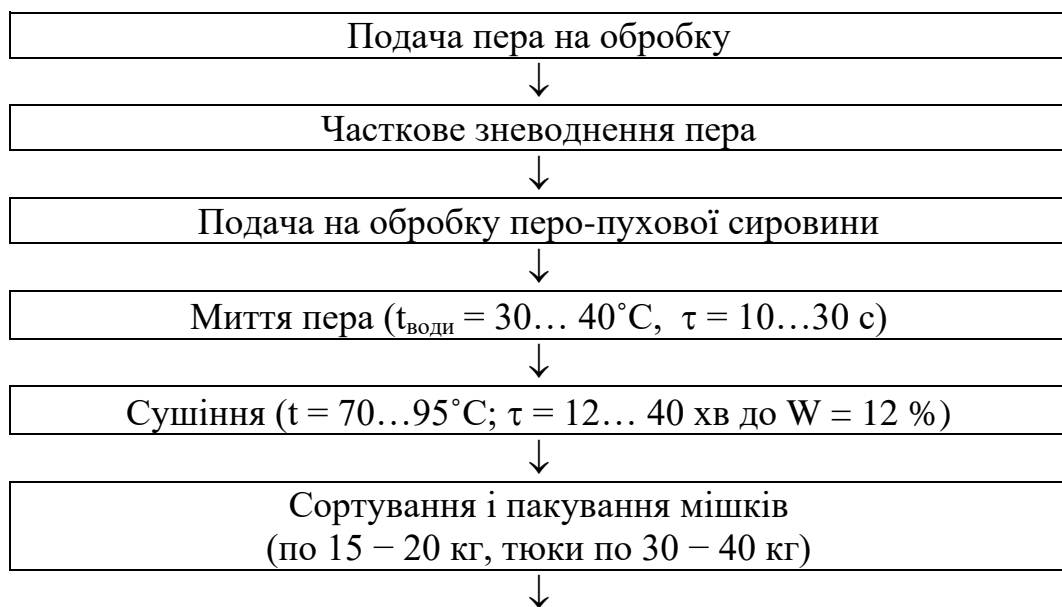 Подача пера на обробку
↓
Часткове зневоднення пера
↓
Подача на обробку перо-пухової сировини
↓
Миття пера (tводи = 30… 40˚С, τ = 10…30 с)
↓
Сушіння (t = 70…95˚С; τ = 12… 40 хв до W = 12 %)
↓
Сортування і пакування мішків
(по 15 − 20 кг, тюки по 30 − 40 кг)
↓